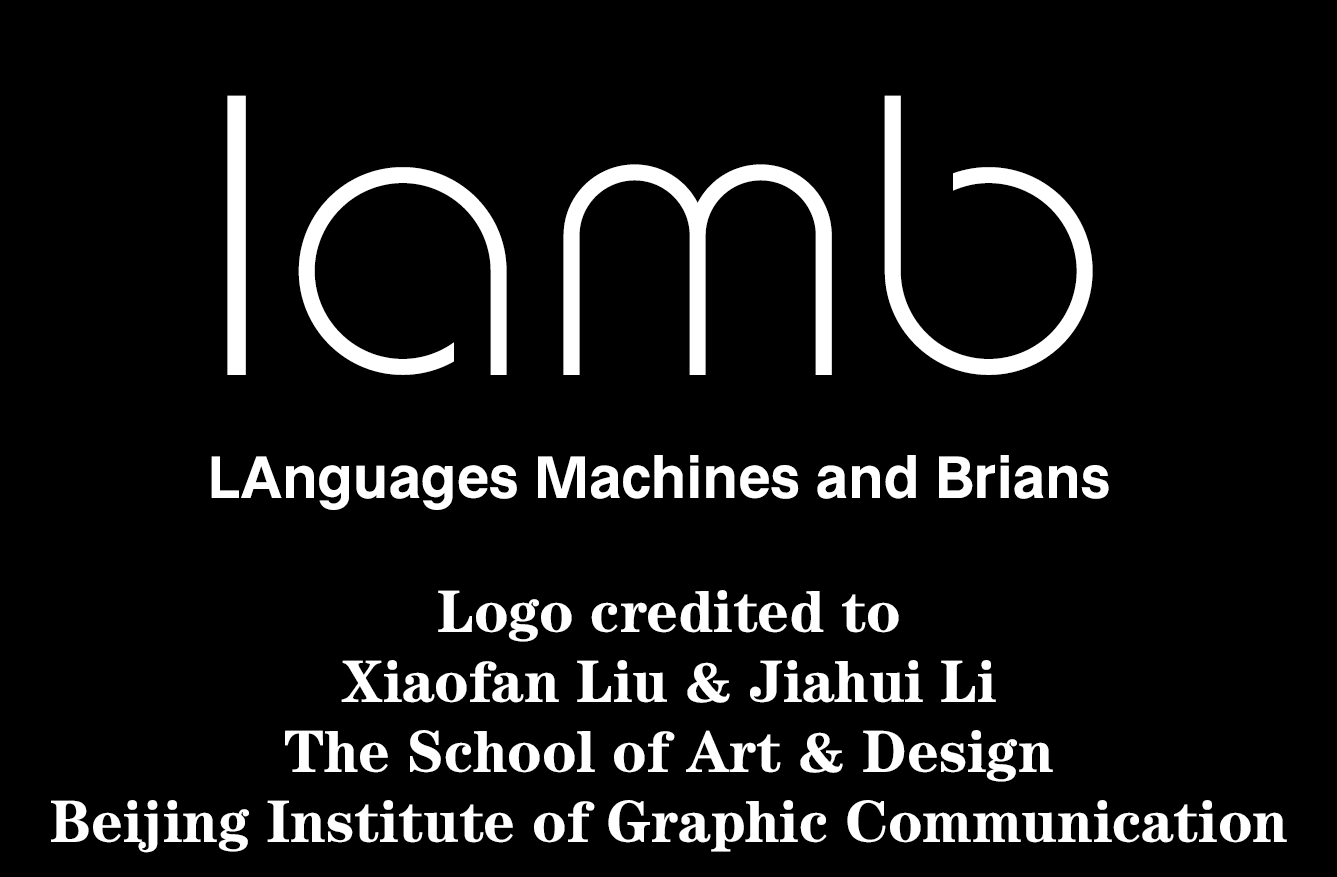 lamb
LAnguages Machines and Brians
Logo credited to
Xiaofan Liu & Jiahui Li
The School of Art & Design
Beijing Institute of Graphic Communication